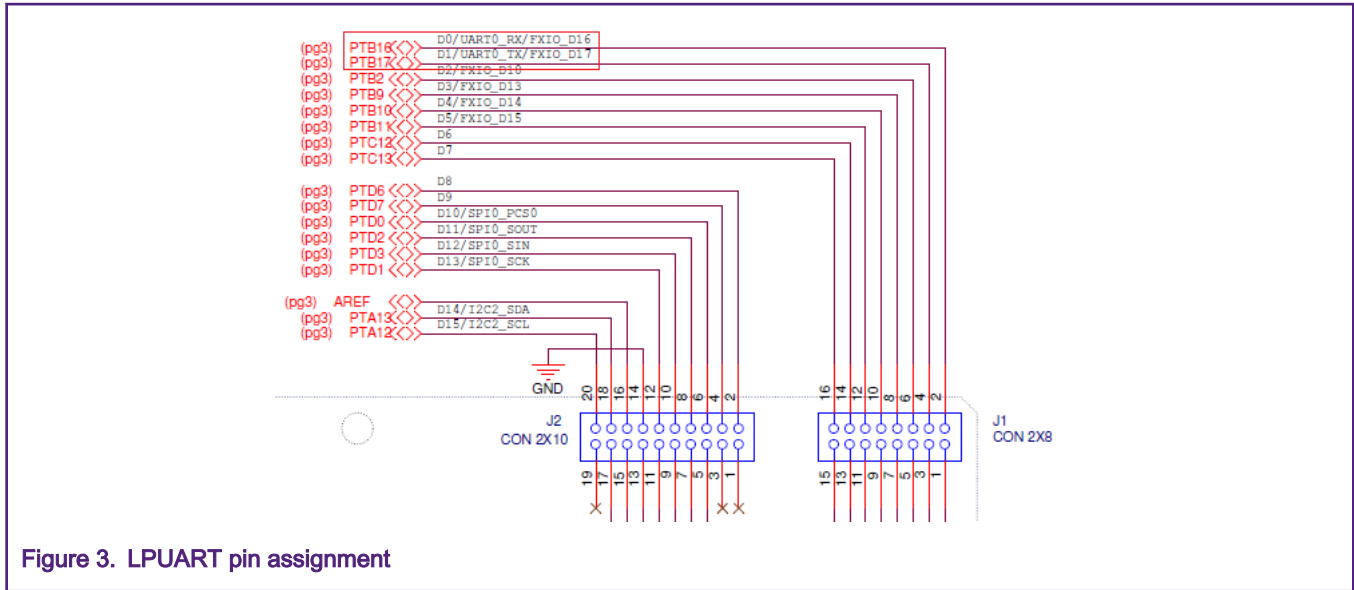 (pg3) PTB16 D0/UART0_RX/FXIO_D16
(pg3) PTB17 D1/UART0_TX/FXIO_D17
(pg3) PTB2 D2/FXIO_D10
(pg3) PTB9 D3/FXIO_D13
(pg3) PTB10 D4/FXIO_D14
(pg3) PTB11 D5/FXIO_D15
(pg3) PTC12 D6
(pg3) PTC13 D7
(pg3) PTD6 D8
(pg3) PTD7 D9
(pg3) PTD0 D10/SPI0_PCS0
(pg3) PTD2 D11/SPI0_SOUT
(pg3) PTD3 D12/SPI0_SIN
(pg3) PTD1 D13/SPI0_SCK
(pg3) AREF
(pg3) PTA13 D14/I2C2_SDA
(pg3) PTA12 D15/I2C2_SCL
GND
20 18 16 14 12 10 8 6 4 2
16 14 12 10 8 6 4 2
J2
CON 2X10
J1
CON 2X8
19 17 15 13 11 9 7 5 3 1
15 13 11 9 7 5 3 1
Figure 3. LPUART pin assignment